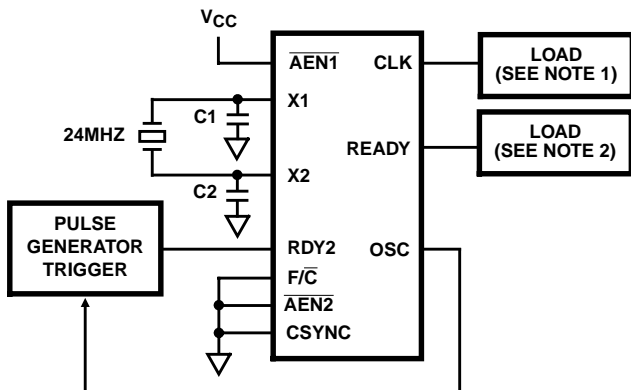 VCC
AEN1
CLK
LOAD
(SEE NOTE 1)
X1
C1
24MHZ
READY
LOAD
(SEE NOTE 2)
X2
C2
PULSE
GENERATOR
TRIGGER
RDY2
OSC
F/C
AEN2
CSYNC